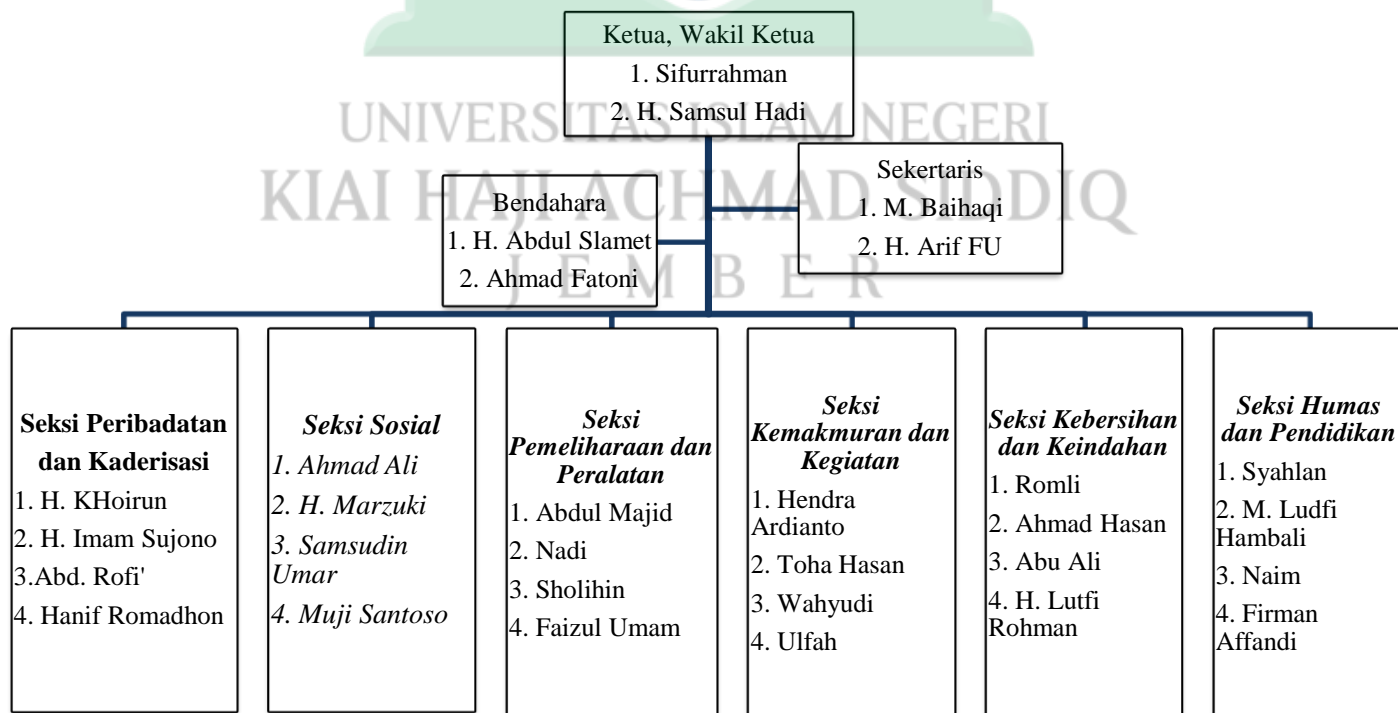 Ketua, Wakil Ketua
1. Sifurrahman
2. H. Samsul Hadi
UNIVERSITAS ISLAM NEGERI
KIAI HAJI ACHMAD SIDDIQ
JEMBER
Sekertaris
1. M. Baihaqi
2. H. Arif FU
Bendahara
1. H. Abdul Slamet
2. Ahmad Fatoni
Seksi Peribadatan
dan Kaderisasi
1. H. KHoirun
2. H. Imam Sujono
3.Abd. Rofi'
4. Hanif Romadhon
Seksi Sosial
1. Ahmad Ali
2. H. Marzuki
3. Samsudin
Umar
4. Muji Santoso
Seksi
Pemeliharaan dan
Peralatan
1. Abdul Majid
2. Nadi
3. Sholihin
4. Faizul Umam
Seksi
Kemakmuran dan
Kegiatan
1. Hendra
Ardianto
2. Toha Hasan
3. Wahyudi
4. Ulfah
Seksi Kebersihan
dan Keindahan
1. Romli
2. Ahmad Hasan
3. Abu Ali
4. H. Lutfi
Rohman
Seksi Humas
dan Pendidikan
1. Syahlan
2. M. Ludfi
Hambali
3. Naim
4. Firman
Affandi